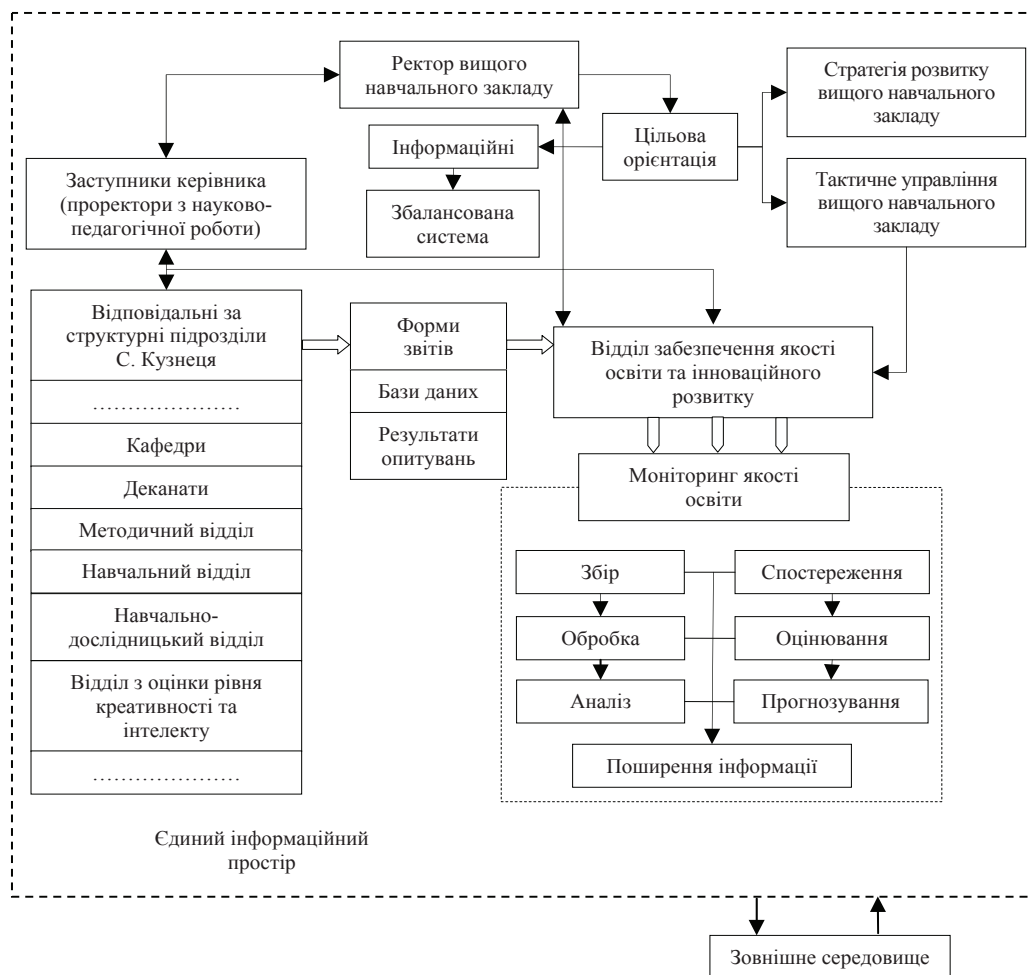 Ректор вищого
навчального закладу
Стратегія розвитку
вищого навчального
закладу
Інформаційні
Цільова
орієнтація
Заступники керівника
(проректори з науково-
педагогічної роботи)
Збалансована
система
Тактичне управління
вищого навчального
закладу
Відповідальні за
структурні підрозділи
С. Кузнеця
…………………
Кафедри
Деканати
Методичний відділ
Навчальний відділ
Навчально-
дослідницький відділ
Відділ з оцінки рівня
креативності та
інтелекту
…………………
Форми
звітів
Бази даних
Результати
опитувань
Відділ забезпечення якості
освіти та інноваційного
розвитку
Моніторинг якості
освіти
Збір
Спостереження
Обробка
Оцінювання
Аналіз
Прогнозування
Поширення інформації
Єдиний інформаційний
простір
Зовнішнє середовище